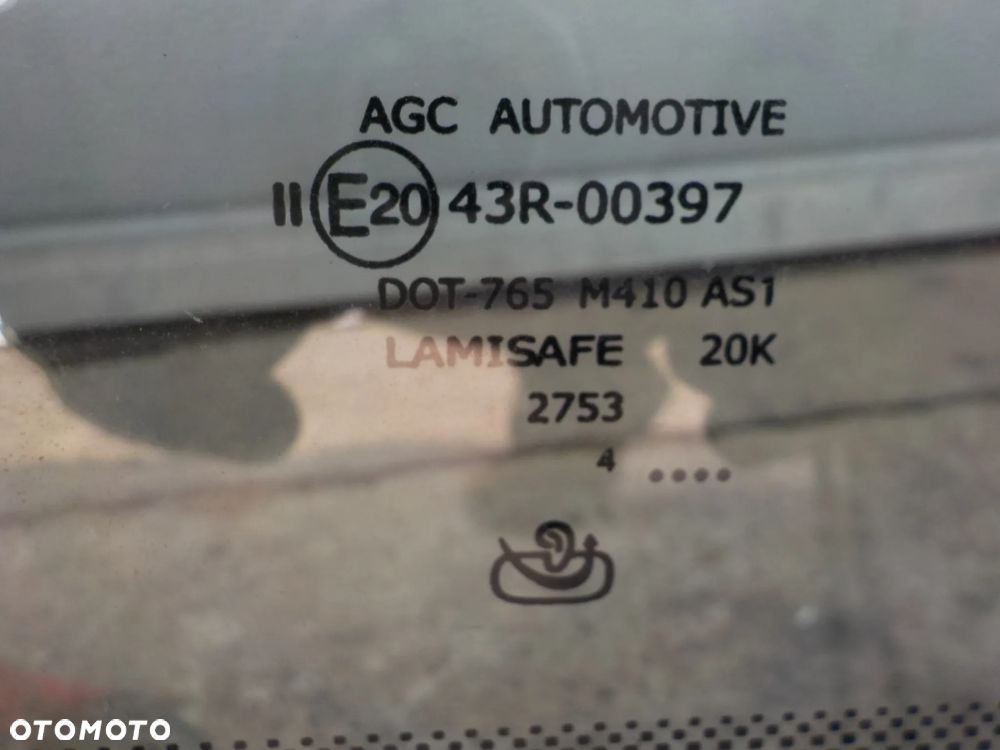 AGC AUTOMOTIVE
II E20 43R-00397
DOT-765 M410 AS1
LAMISAFE 20K
2753
4 ....
OTOMOTO